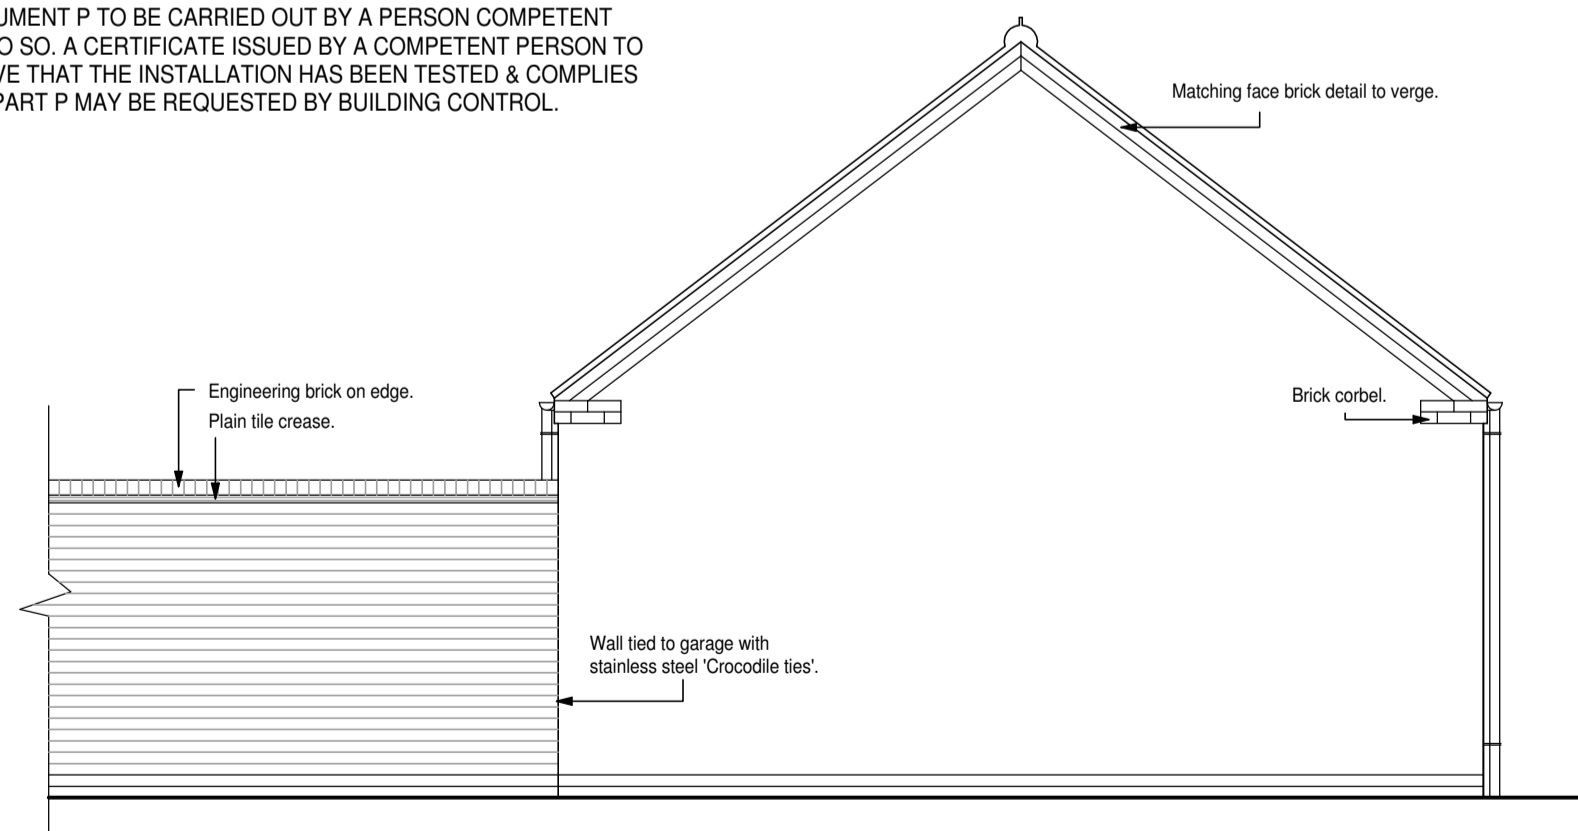 UMENT P TO BE CARRIED OUT BY A PERSON COMPETENT
O SO. A CERTIFICATE ISSUED BY A COMPETENT PERSON TO
VE THAT THE INSTALLATION HAS BEEN TESTED & COMPLIES
PART P MAY BE REQUESTED BY BUILDING CONTROL.
Matching face brick detail to verge.
Engineering brick on edge.
Plain tile crease.
Brick corbel.
Wall tied to garage with
stainless steel 'Crocodile ties'.